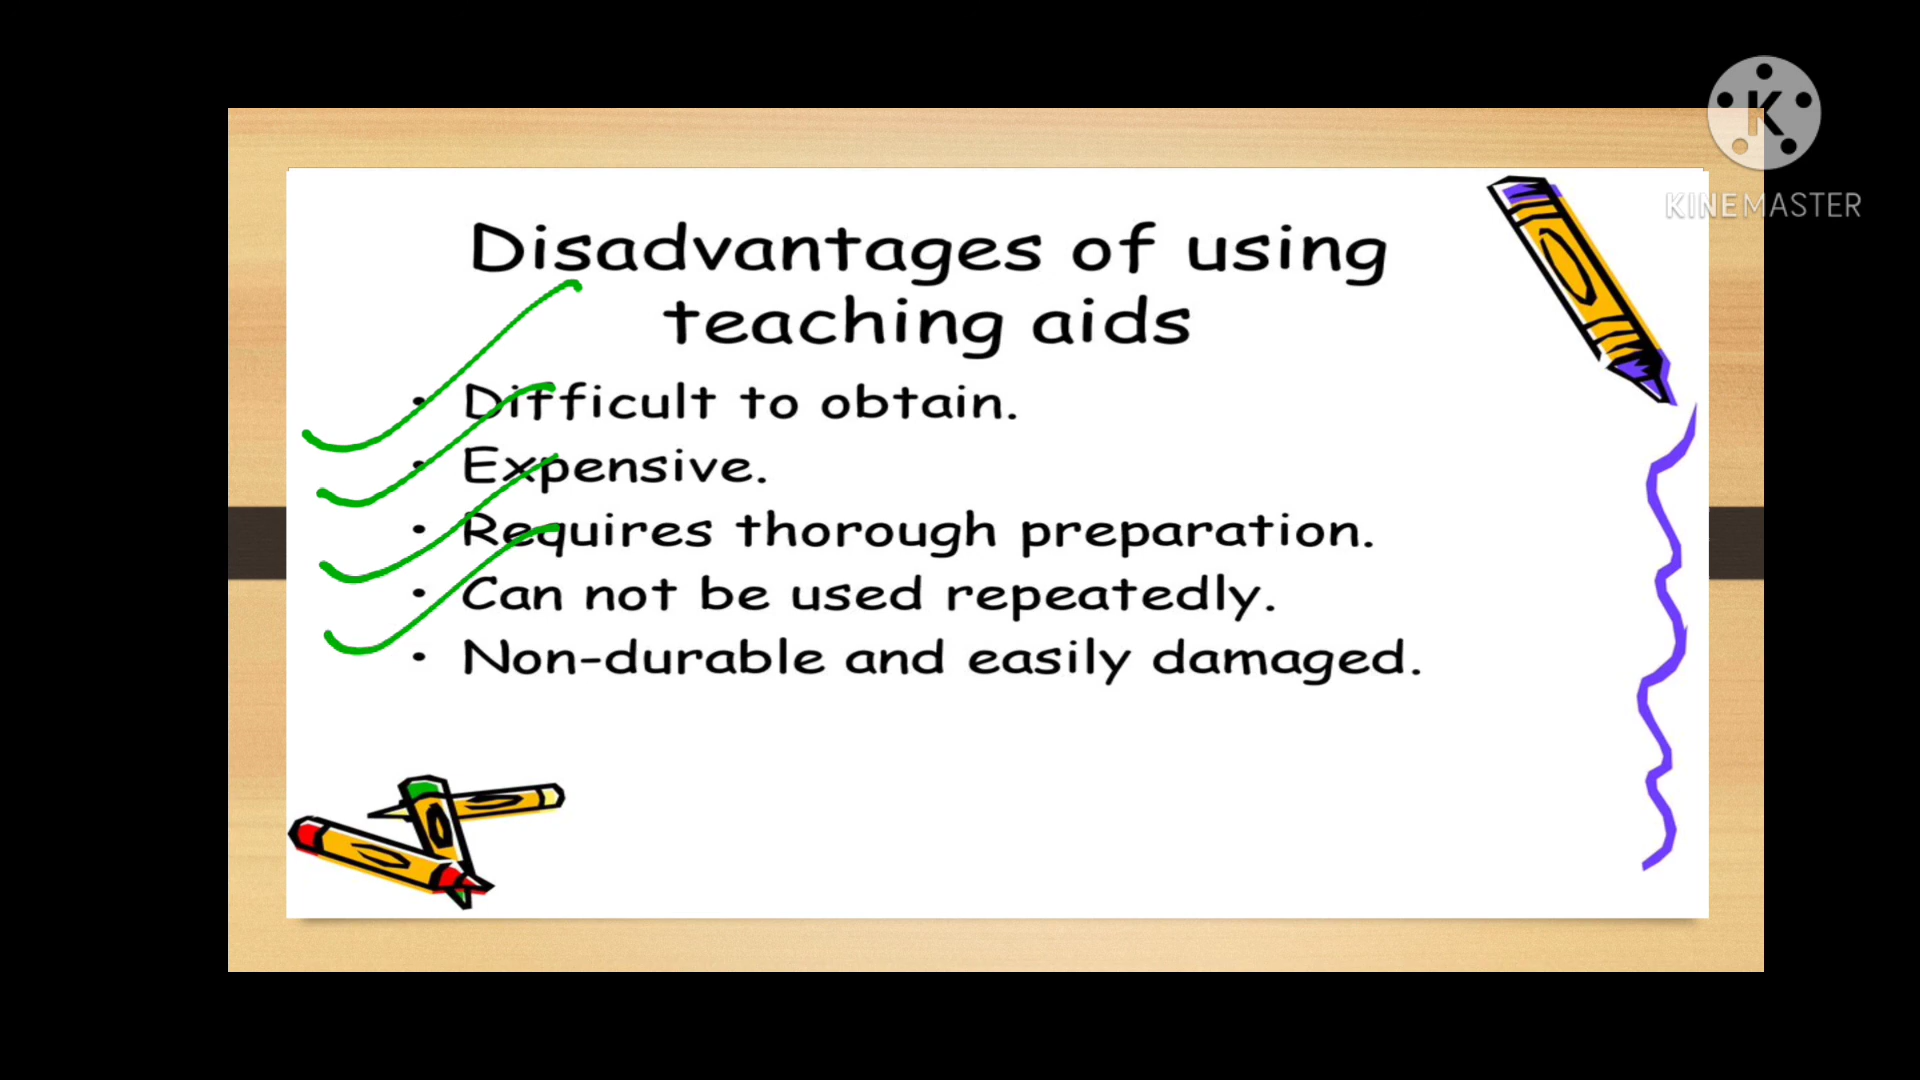 K
KINEMASTER
Disadvantages of using
teaching aids
• Difficult to obtain.
• Expensive.
• Requires thorough preparation.
• Can not be used repeatedly.
• Non-durable and easily damaged.